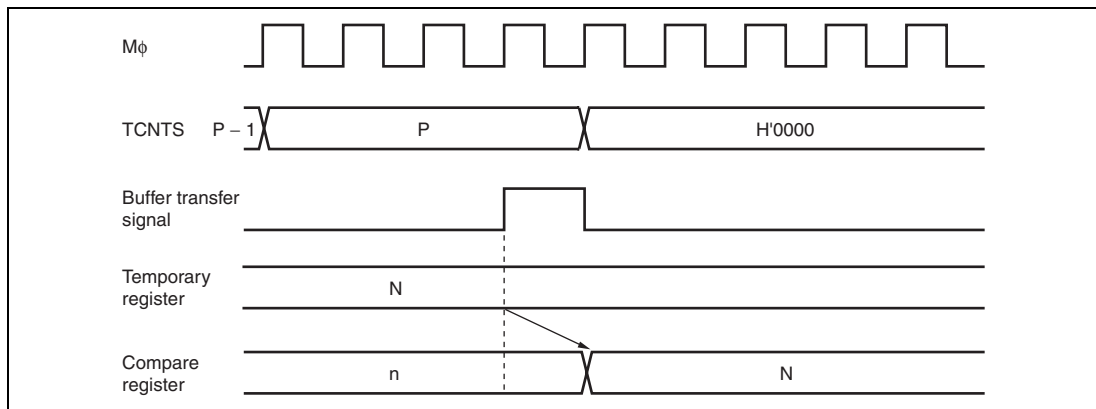 Mϕ
TCNTS P – 1 P H'0000
Buffer transfer
signal
Temporary
register
N
Compare
register
n N